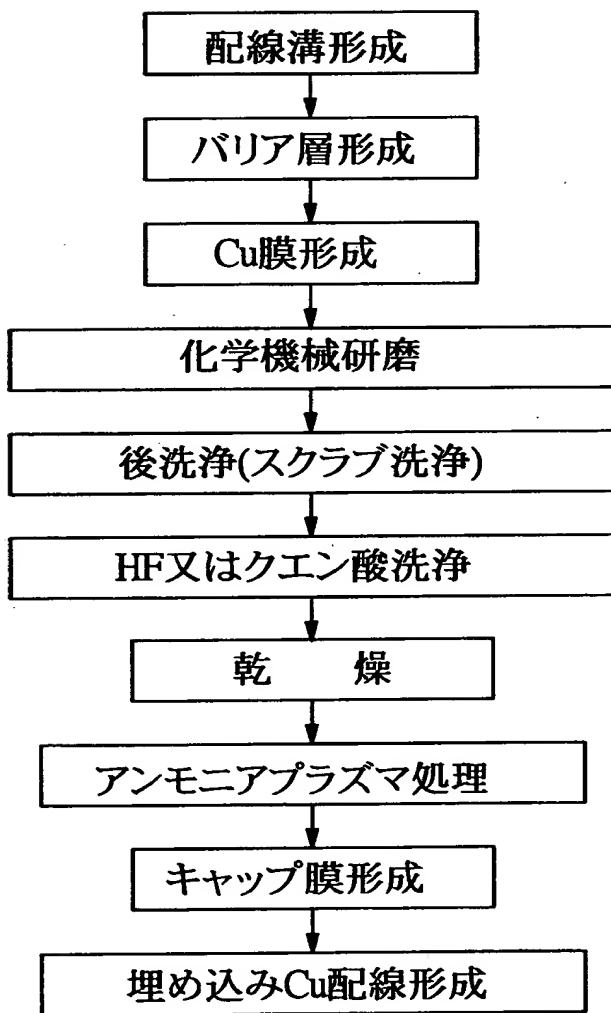 配線溝形成
バリア層形成
Cu膜形成
化学機械研磨
後洗浄(スクラブ洗浄)
HF又はクエン酸洗浄
乾　　燥
アンモニアプラズマ処理
キャップ膜形成
埋め込みCu配線形成